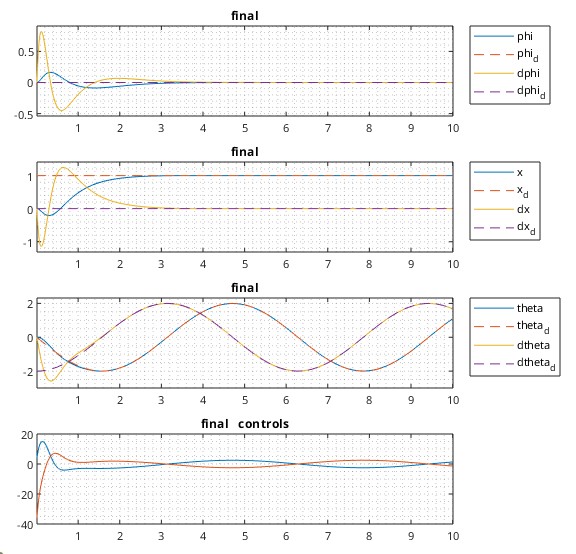 final
0.5
0
-0.5
1 2 3 4 5 6 7 8 9 10
phi
phi_d
dphi
dphi_d
final
1
0
-1
1 2 3 4 5 6 7 8 9 10
x
x_d
dx
dx_d
final
2
0
-2
1 2 3 4 5 6 7 8 9 10
theta
theta_d
dtheta
dtheta_d
final controls
20
0
-20
-40
1 2 3 4 5 6 7 8 9 10